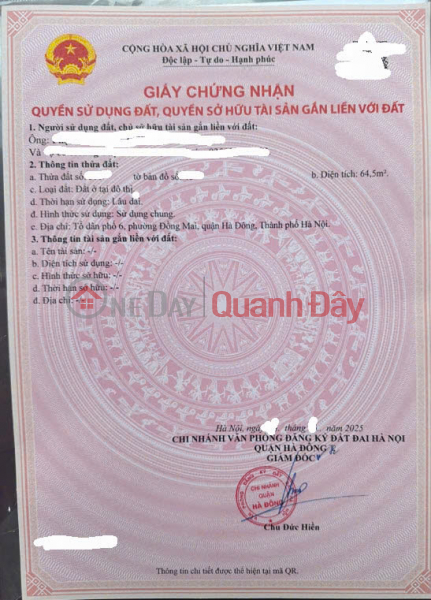 CỘNG HÒA XÃ HỘI CHỦ NGHĨA VIỆT NAM
Độc lập - Tự do - Hạnh phúc
GIẤY CHỨNG NHẬN
QUYỀN SỬ DỤNG ĐẤT, QUYỀN SỞ HỮU TÀI SẢN GẮN LIỀN VỚI ĐẤT
1. Người sử dụng đất, chủ sở hữu tài sản gắn liền với đất:
Ông:
Và
2. Thông tin thửa đất:
a. Thửa đất số tờ bản đồ số b. Diện tích: 64,5m².
c. Loại đất: Đất ở tại đô thị.
d. Thời hạn sử dụng: Lâu dài.
đ. Hình thức sử dụng: Sử dụng chung.
e. Địa chỉ: Tổ dân phố 6, phường Đồng Mai, quận Hà Đông, Thành phố Hà Nội.
3. Thông tin tài sản gắn liền với đất:
a. Tên tài sản: -/-
b. Diện tích sử dụng: -/-
c. Hình thức sở hữu: -/-
d. Thời hạn sở hữu: -/-
đ. Địa chỉ: -/-
ONEDAY Quanh Đây
Hà Nội, ngày tháng năm 2025
CHI NHÁNH VĂN PHÒNG ĐĂNG KÝ ĐẤT ĐAI HÀ NỘI
QUẬN HÀ ĐÔNG
GIÁM ĐỐC
CHI NHÁNH
QUẬN
HÀ ĐÔNG
Chu Đức Hiển
Thông tin chi tiết được thể hiện tại mã QR.